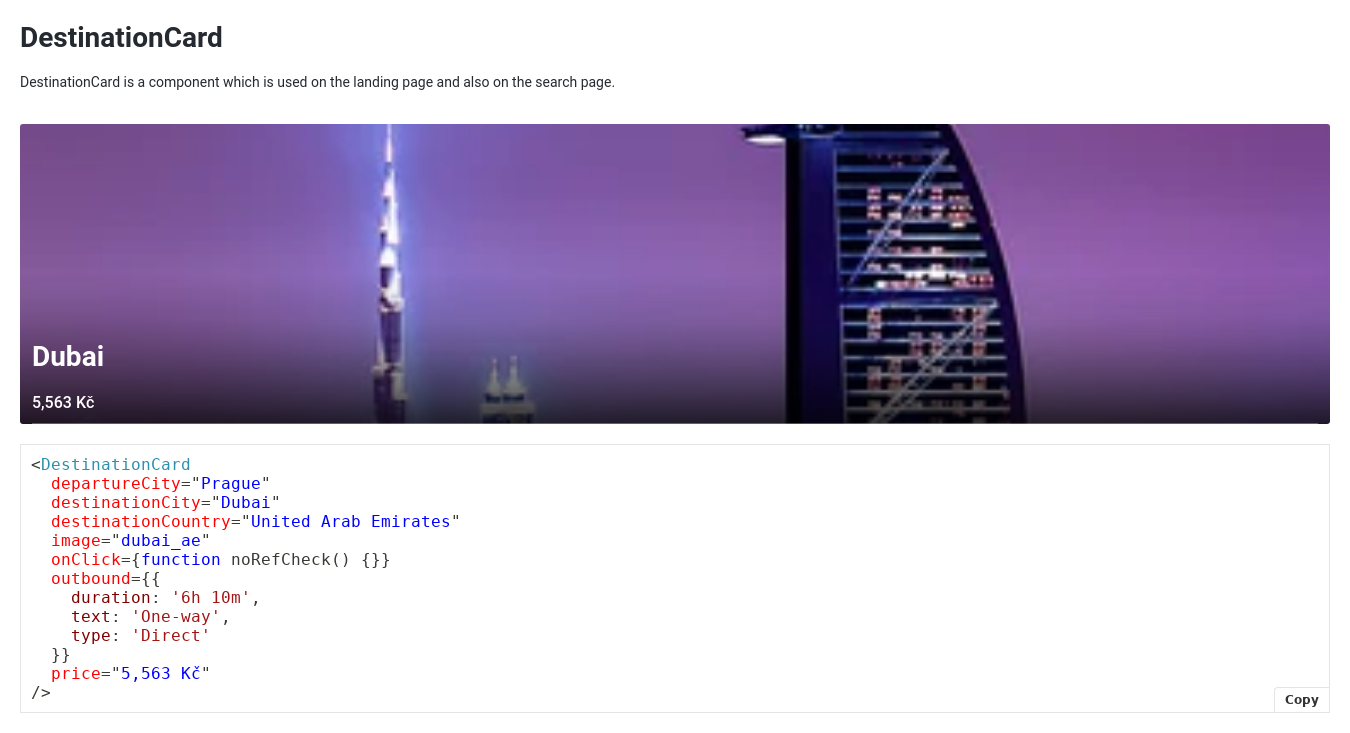 DestinationCard
DestinationCard is a component which is used on the landing page and also on the search page.
Dubai
5,563 Kč
<DestinationCard
  departureCity="Prague"
  destinationCity="Dubai"
  destinationCountry="United Arab Emirates"
  image="dubai_ae"
  onClick={function noRefCheck() {}}
  outbound={{
    duration: '6h 10m',
    text: 'One-way',
    type: 'Direct'
  }}
  price="5,563 Kč"
/>
Copy